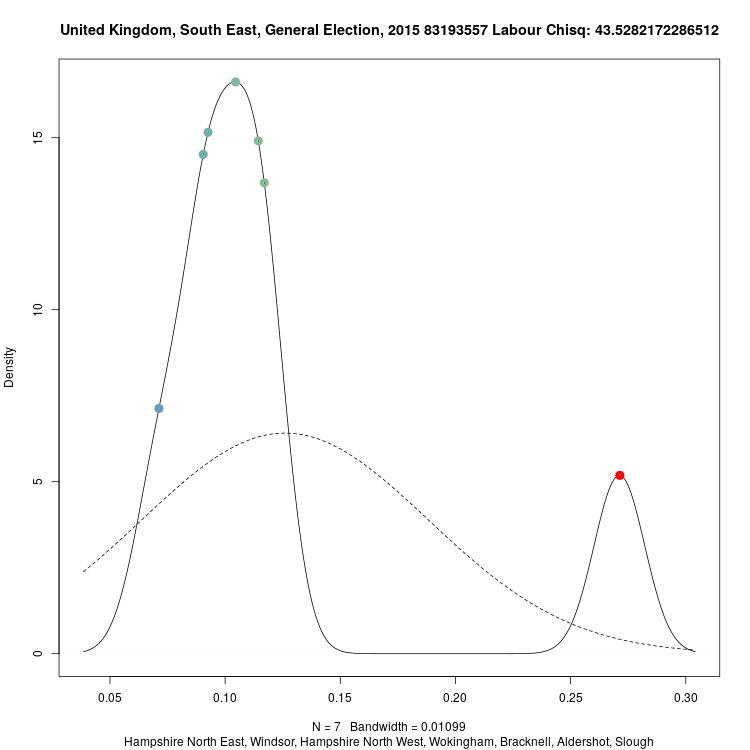 United Kingdom, South East, General Election, 2015 83193557 Labour Chisq: 43.5282172286512
15
10
5
0
Density
0.05 0.10 0.15 0.20 0.25 0.30
N = 7 Bandwidth = 0.01099
Hampshire North East, Windsor, Hampshire North West, Wokingham, Bracknell, Aldershot, Slough